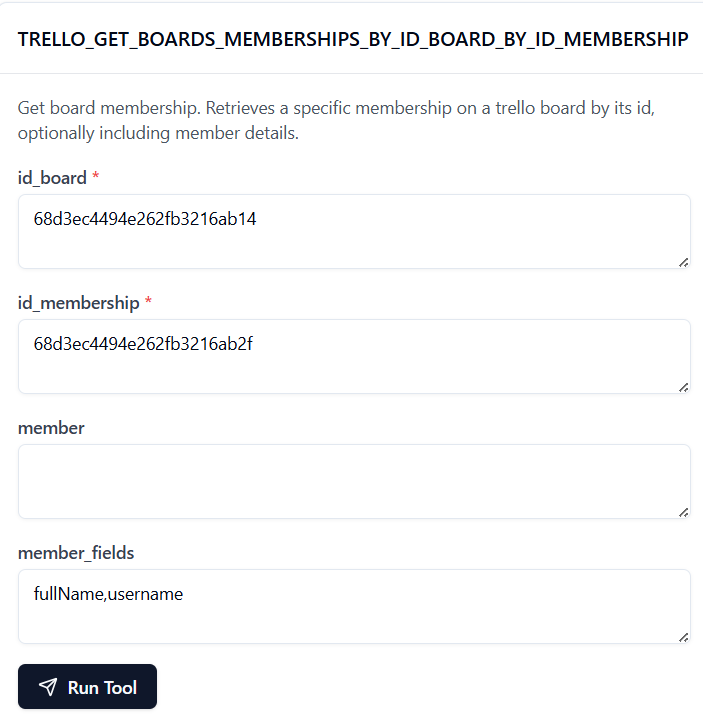 TRELLO_GET_BOARDS_MEMBERSHIPS_BY_ID_BOARD_BY_ID_MEMBERSHIP
Get board membership. Retrieves a specific membership on a trello board by its id,
optionally including member details.
id_board *
68d3ec4494e262fb3216ab14
id_membership *
68d3ec4494e262fb3216ab2f
member
member_fields
fullName,username
Run Tool